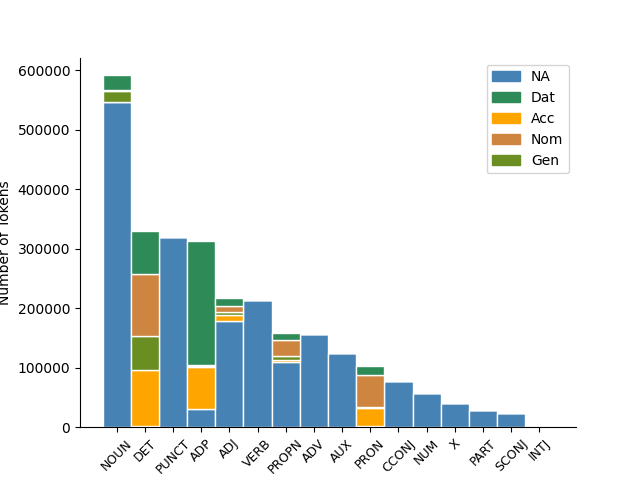 600000
500000
400000
300000
200000
100000
0
Number of Tokens
NA
Dat
Acc
Nom
Gen
NOUN
DET
PUNCT
ADP
ADJ
VERB
PROPN
ADV
AUX
PRON
CCONJ
NUM
X
PART
SCONJ
INTJ